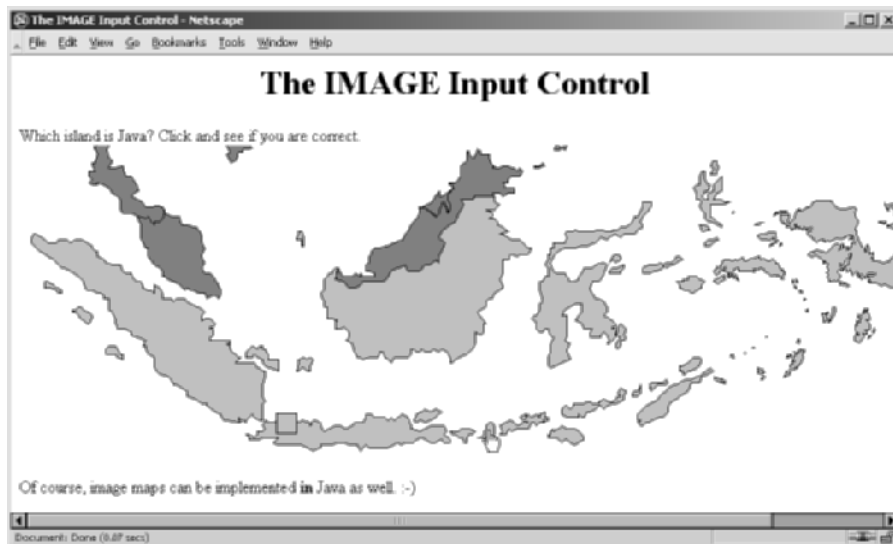 The IMAGE Input Control - Netscape
File Edit View Go Bookmarks Tools Window Help
The IMAGE Input Control
Which island is Java? Click and see if you are correct.
Of course, image maps can be implemented in Java as well. :-)
Document: Done (0.87 secs)